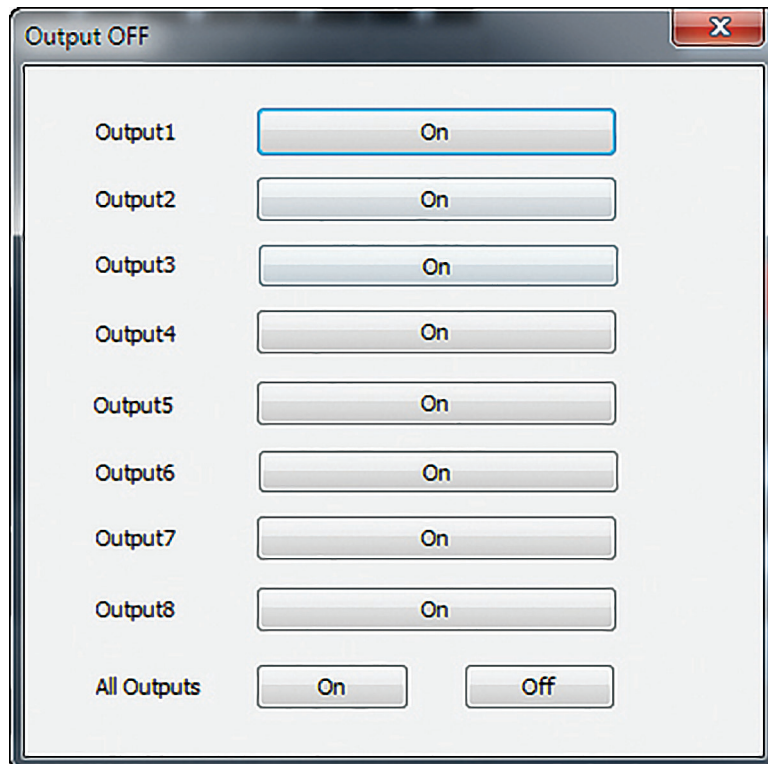 Output OFF
Output1 On
Output2 On
Output3 On
Output4 On
Output5 On
Output6 On
Output7 On
Output8 On
All Outputs On Off